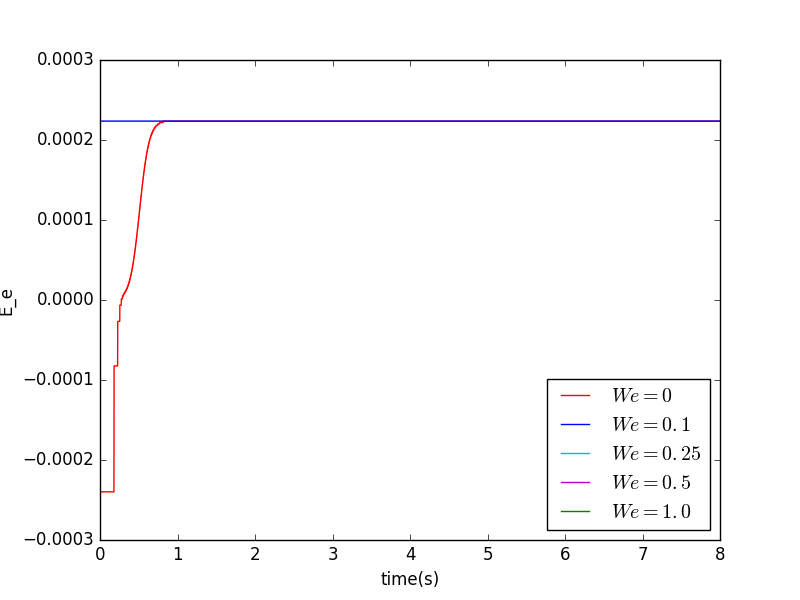 0.0003
0.0002
0.0001
0.0000
−0.0001
−0.0002
−0.0003
E_e
0 1 2 3 4 5 6 7 8
time(s)
We = 0
We = 0.1
We = 0.25
We = 0.5
We = 1.0